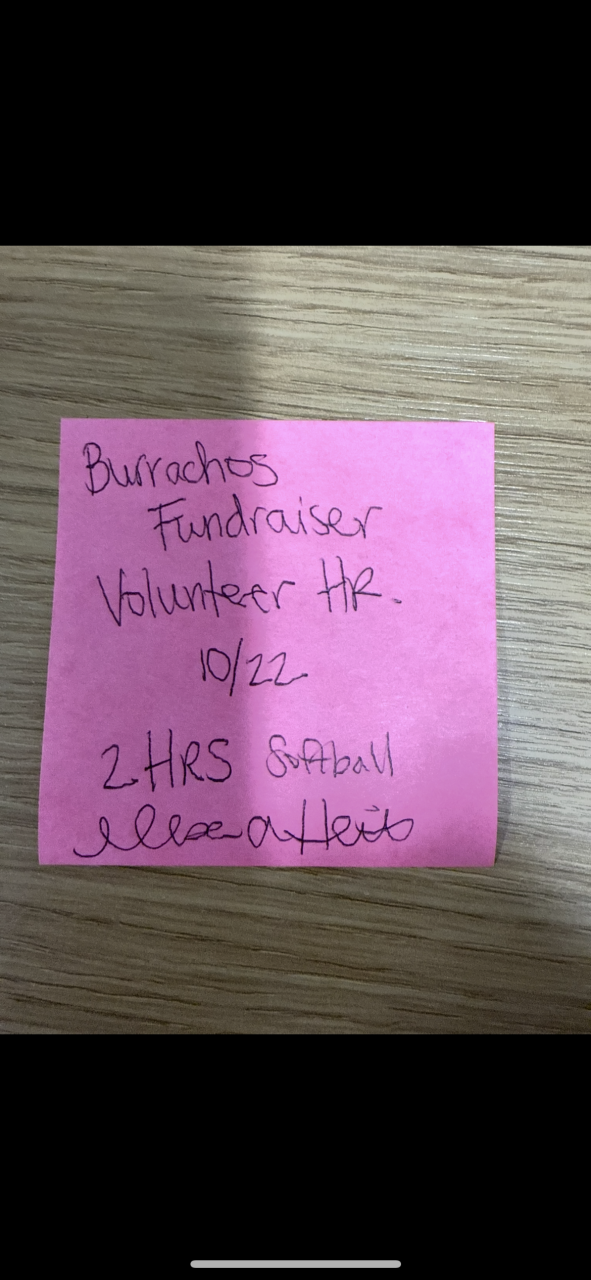 Burrachos
Fundraiser
Volunteer HR.
10/22
2 HRS Softball